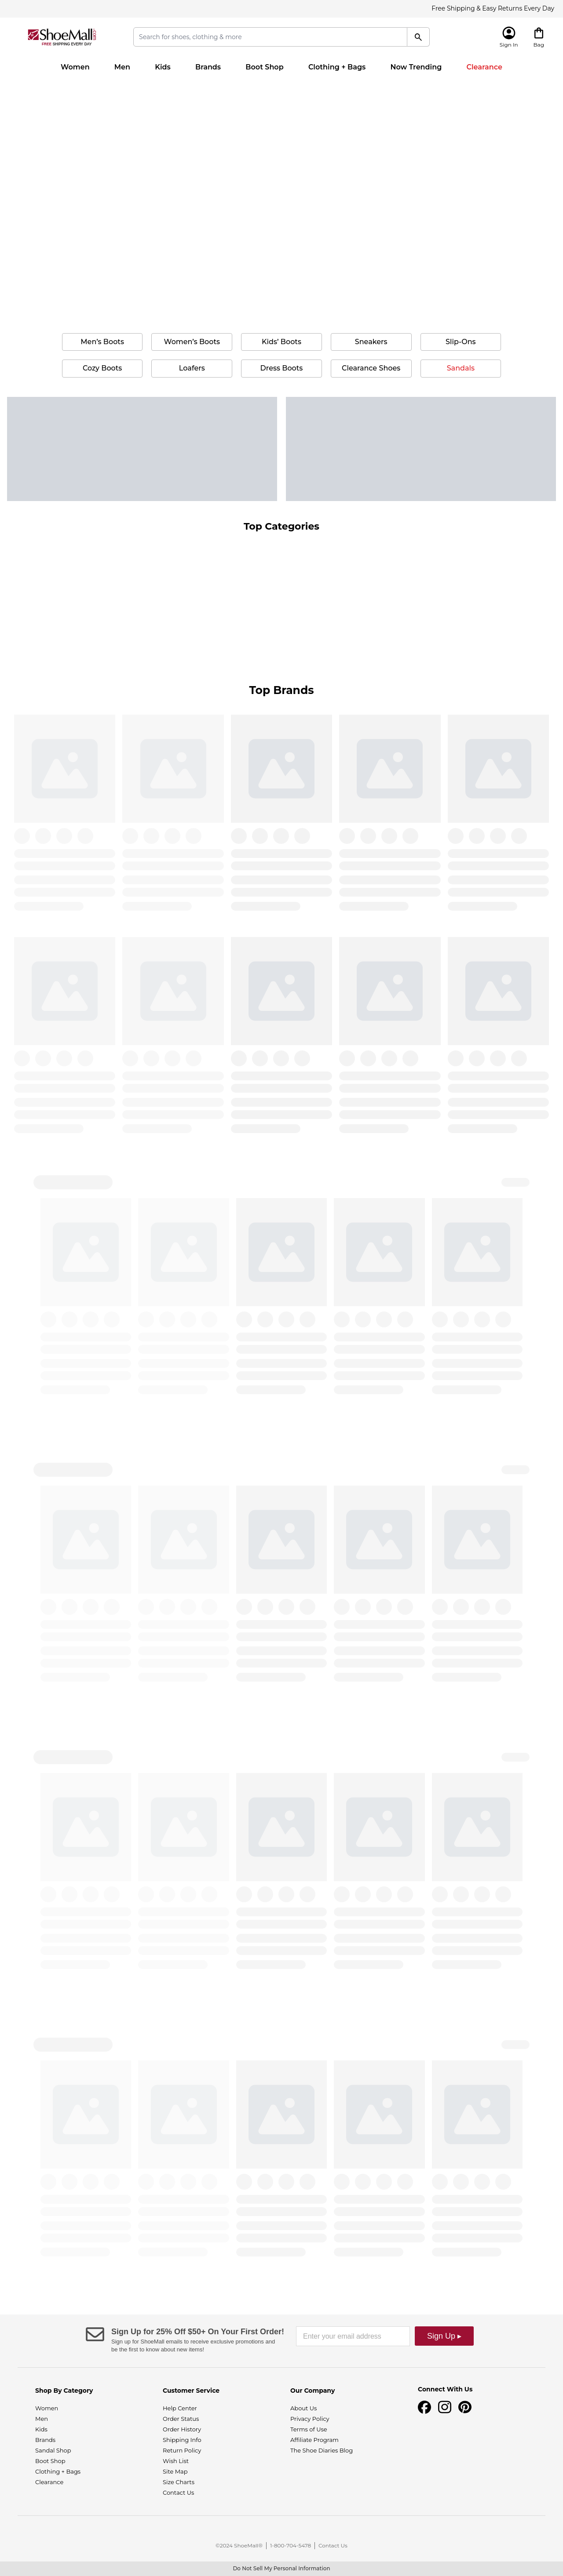 Free Shipping & Easy Returns Every Day
ShoeMall
FREE SHIPPING EVERY DAY
Search for shoes, clothing & more
Sign In
Bag
Women Men Kids Brands Boot Shop Clothing + Bags Now Trending Clearance
Men's Boots Women's Boots Kids' Boots Sneakers Slip-Ons
Cozy Boots Loafers Dress Boots Clearance Shoes Sandals
Top Categories
Top Brands
Sign Up for 25% Off $50+ On Your First Order!
Sign up for ShoeMall emails to receive exclusive promotions and
be the first to know about new items!
Enter your email address
Sign Up ▸
Shop By Category
Women
Men
Kids
Brands
Sandal Shop
Boot Shop
Clothing + Bags
Clearance
Customer Service
Help Center
Order Status
Order History
Shipping Info
Return Policy
Wish List
Site Map
Size Charts
Contact Us
Our Company
About Us
Privacy Policy
Terms of Use
Affiliate Program
The Shoe Diaries Blog
Connect With Us
©2024 ShoeMall® | 1-800-704-5478 | Contact Us
Do Not Sell My Personal Information